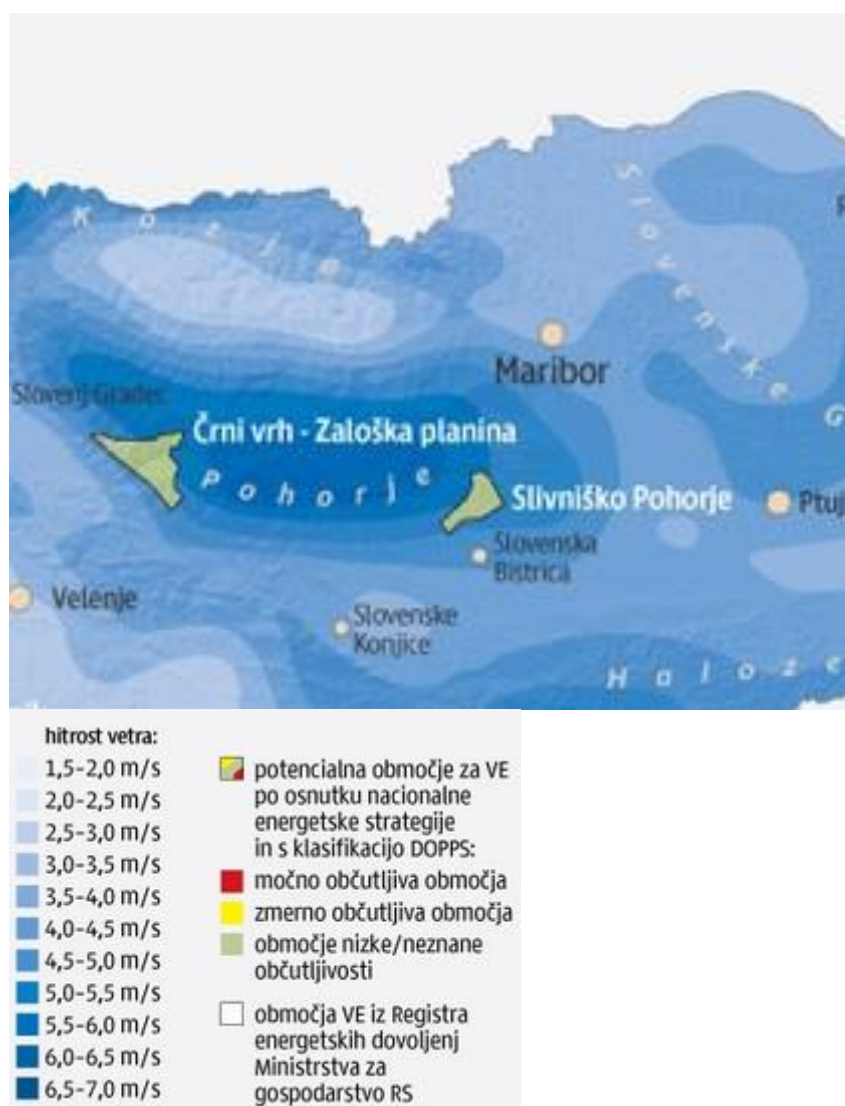 Kozjak
Slovenske G
Maribor
Slovenj Gradec
Črni vrh - Zaloška planina
Pohorje
Slivniško Pohorje
Ptuj
Slovenska
Bistrica
Velenje
Slovenske
Konjice
Haloze
hitrost vetra:
1,5–2,0 m/s
2,0–2,5 m/s
2,5–3,0 m/s
3,0–3,5 m/s
3,5–4,0 m/s
4,0–4,5 m/s
4,5–5,0 m/s
5,0–5,5 m/s
5,5–6,0 m/s
6,0–6,5 m/s
6,5–7,0 m/s
potencialna območje za VE
po osnutku nacionalne
energetske strategije
in s klasifikacijo DOPPS:
močno občutljiva območja
zmerno občutljiva območja
območje nizke/neznane
občutljivosti
območja VE iz Registra
energetskih dovoljenj
Ministrstva za
gospodarstvo RS